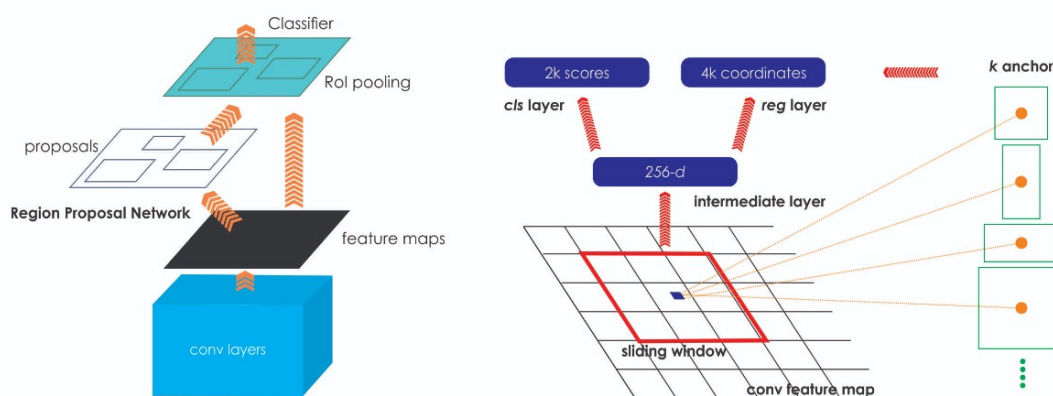 Classifier
RoI pooling
proposals
Region Proposal Network
feature maps
conv layers
2k scores
4k coordinates
k anchor
cls layer
reg layer
256-d
intermediate layer
sliding window
conv feature map